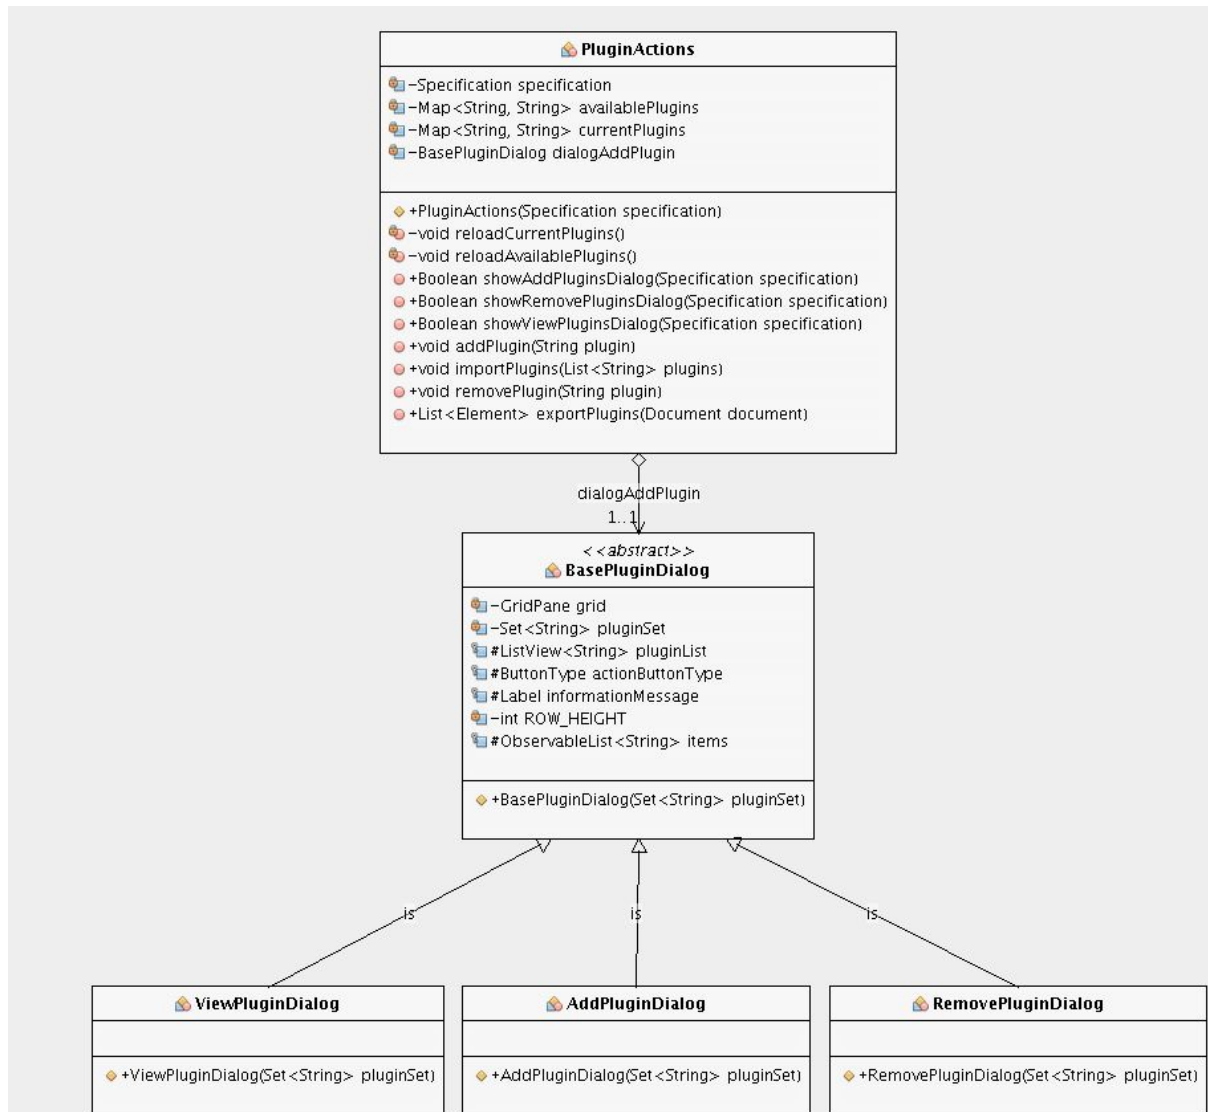 PluginActions
-Specification specification
-Map<String, String> availablePlugins
-Map<String, String> currentPlugins
-BasePluginDialog dialogAddPlugin
+PluginActions(Specification specification)
-void reloadCurrentPlugins()
-void reloadAvailablePlugins()
+Boolean showAddPluginsDialog(Specification specification)
+Boolean showRemovePluginsDialog(Specification specification)
+Boolean showViewPluginsDialog(Specification specification)
+void addPlugin(String plugin)
+void importPlugins(List<String> plugins)
+void removePlugin(String plugin)
+List<Element> exportPlugins(Document document)
dialogAddPlugin
1..1
<<abstract>>
BasePluginDialog
-GridPane grid
-Set<String> pluginSet
#ListView<String> pluginList
#ButtonType actionButtonType
#Label informationMessage
-int ROW_HEIGHT
#ObservableList<String> items
+BasePluginDialog(Set<String> pluginSet)
is
is
is
ViewPluginDialog
+ViewPluginDialog(Set<String> pluginSet)
AddPluginDialog
+AddPluginDialog(Set<String> pluginSet)
RemovePluginDialog
+RemovePluginDialog(Set<String> pluginSet)